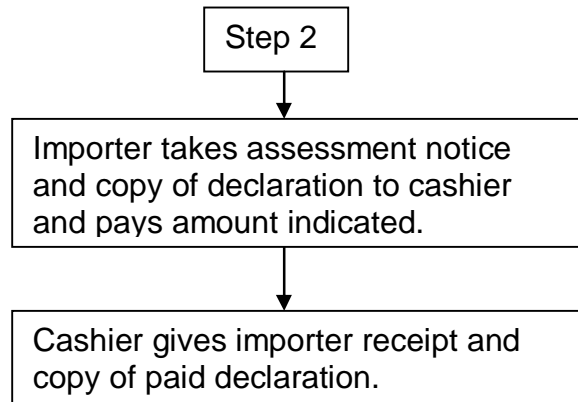 Step 2
Importer takes assessment notice
and copy of declaration to cashier
and pays amount indicated.
Cashier gives importer receipt and
copy of paid declaration.